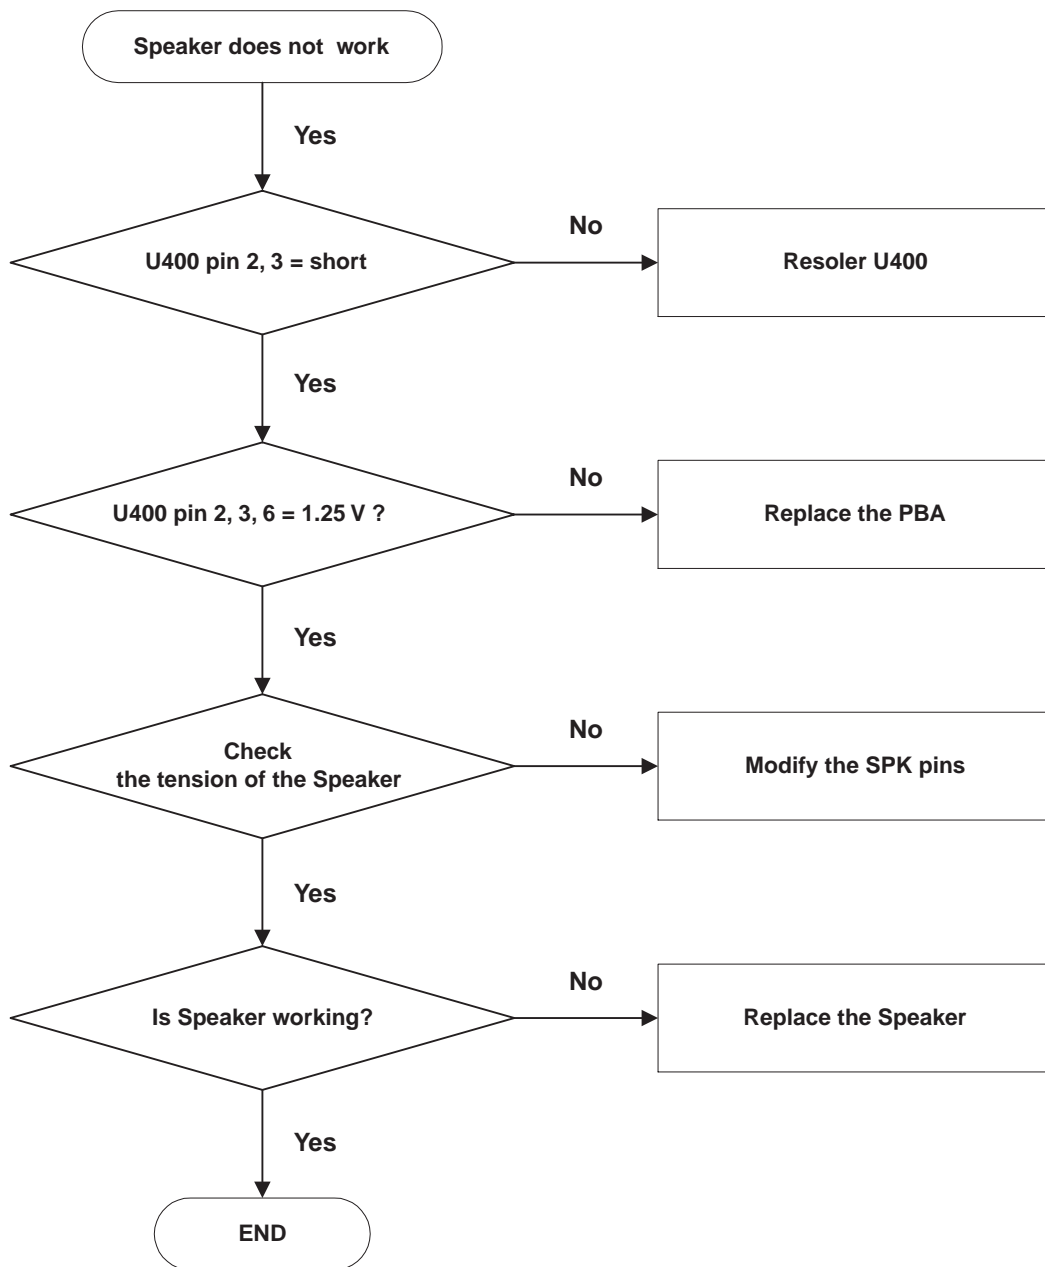 Speaker does not work
Yes
U400 pin 2, 3 = short
No
Resoler U400
Yes
U400 pin 2, 3, 6 = 1.25 V ?
No
Replace the PBA
Yes
Check
the tension of the Speaker
No
Modify the SPK pins
Yes
Is Speaker working?
No
Replace the Speaker
Yes
END